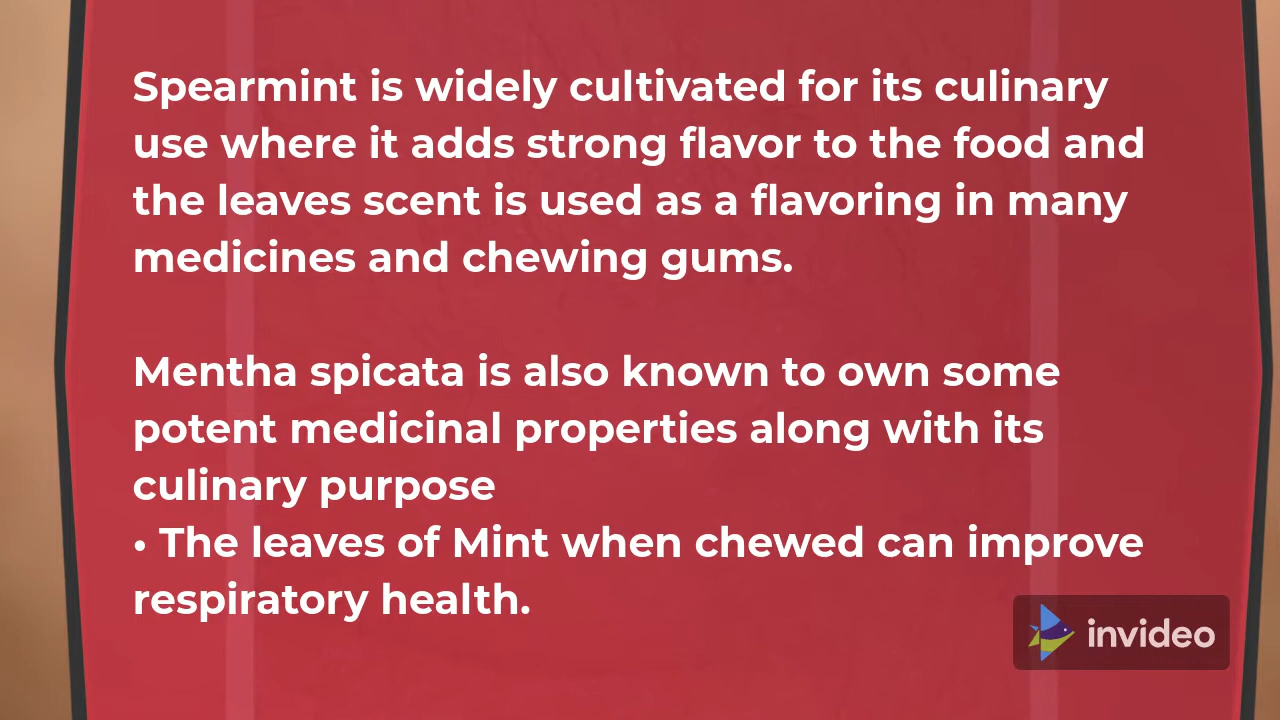 Spearmint is widely cultivated for its culinary
use where it adds strong flavor to the food and
the leaves scent is used as a flavoring in many
medicines and chewing gums.
Mentha spicata is also known to own some
potent medicinal properties along with its
culinary purpose
• The leaves of Mint when chewed can improve
respiratory health.
invideo